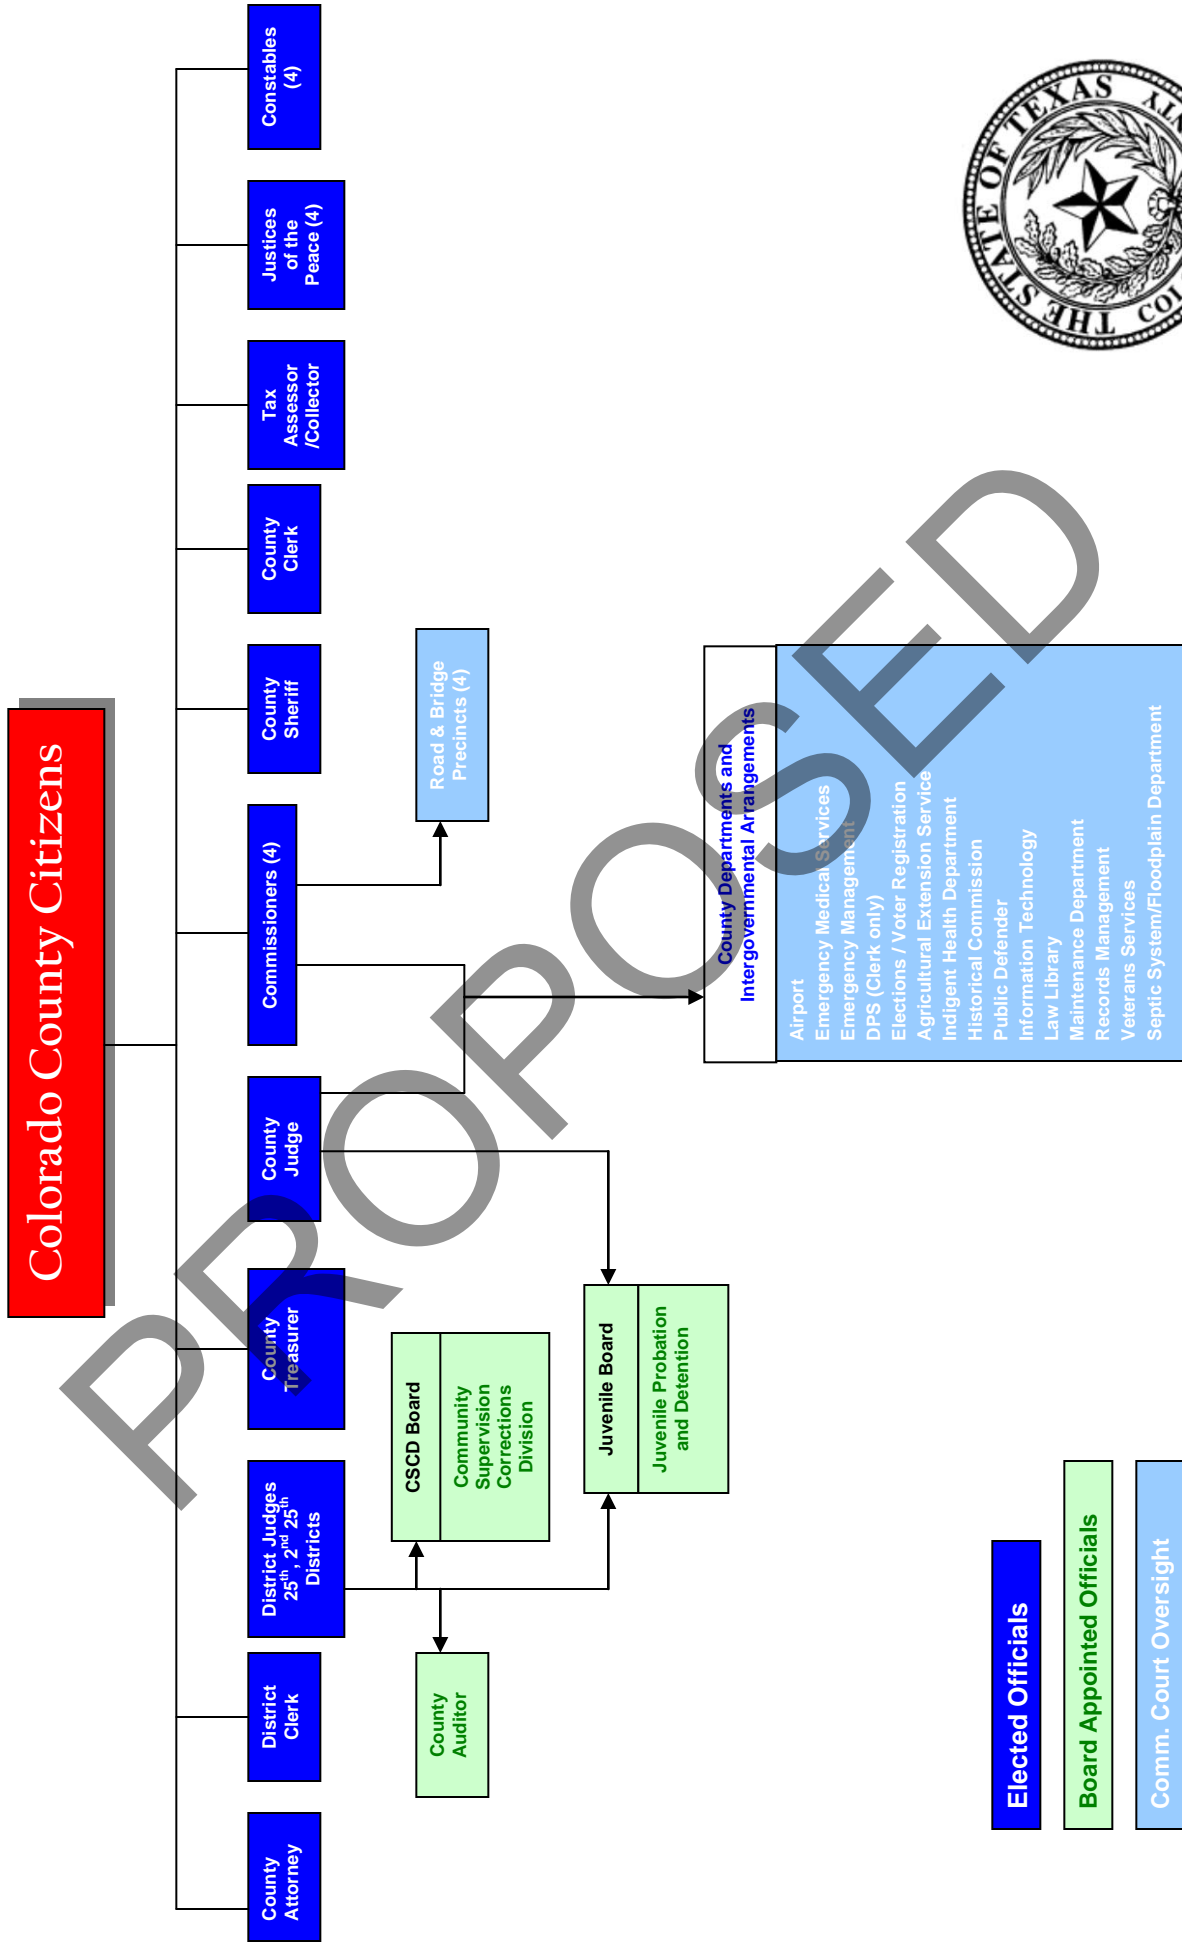 Colorado County Citizens
County
Attorney
District
Clerk
District Judges
25th, 2nd 25th
Districts
County
Treasurer
County
Judge
Commissioners (4)
County
Sheriff
County
Clerk
Tax
Assessor
/Collector
Justices
of the
Peace (4)
Constables
(4)
County
Auditor
CSCD Board
Community
Supervision
Corrections
Division
Road & Bridge
Precincts (4)
Juvenile Board
Juvenile Probation
and Detention
County Departments and
Intergovernmental Arrangements
Airport
Emergency Medical Services
Emergency Management
DPS (Clerk only)
Elections / Voter Registration
Agricultural Extension Service
Indigent Health Department
Historical Commission
Public Defender
Information Technology
Law Library
Maintenance Department
Records Management
Veterans Services
Septic System/Floodplain Department
Elected Officials
Board Appointed Officials
Comm. Court Oversight
THE STATE OF TEXAS
PROPOSED